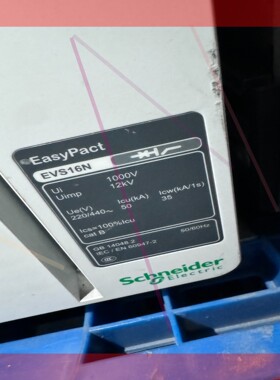 EasyPact
EVS16N
Ui 1000V
Uimp 12kV
Ue(V) Icu(kA) Icw(kA/1s)
220/440~ 50 35
Ics=100%Icu
cat B
50/60Hz
GB 14048.2
IEC / EN 60947-2
Schneider
Electric